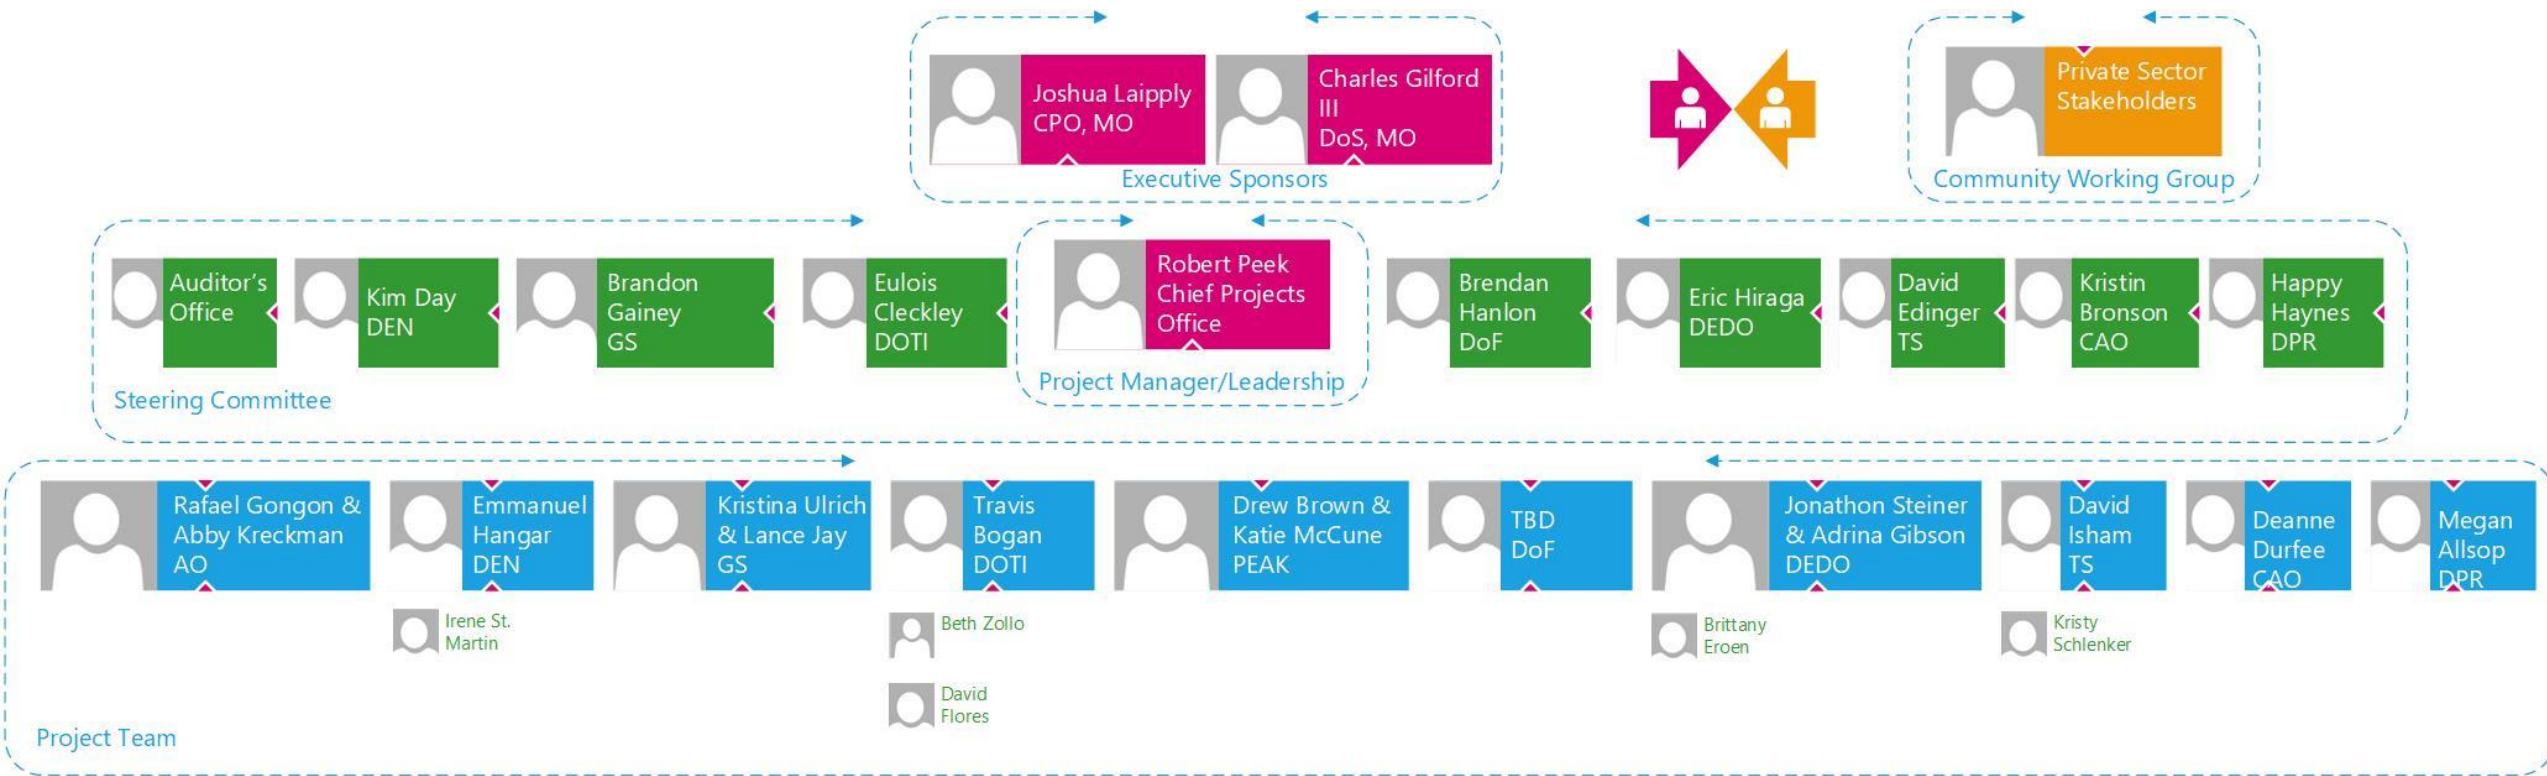 Joshua Laipply
CPO, MO
Charles Gilford
III
DoS, MO
Executive Sponsors
Private Sector
Stakeholders
Community Working Group
Auditor's
Office
Kim Day
DEN
Brandon
Gainey
GS
Eulois
Cleckley
DOTI
Robert Peek
Chief Projects
Office
Project Manager/Leadership
Brendan
Hanlon
DoF
Eric Hiraga
DEDO
David
Edinger
TS
Kristin
Bronson
CAO
Happy
Haynes
DPR
Steering Committee
Rafael Gongon &
Abby Kreckman
AO
Emmanuel
Hangar
DEN
Kristina Ulrich
& Lance Jay
GS
Travis
Bogan
DOTI
Drew Brown &
Katie McCune
PEAK
TBD
DoF
Jonathon Steiner
& Adrina Gibson
DEDO
David
Isham
TS
Deanne
Durfee
CAO
Megan
Allsop
DPR
Irene St.
Martin
Beth Zollo
David
Flores
Brittany
Eroen
Kristy
Schlenker
Project Team